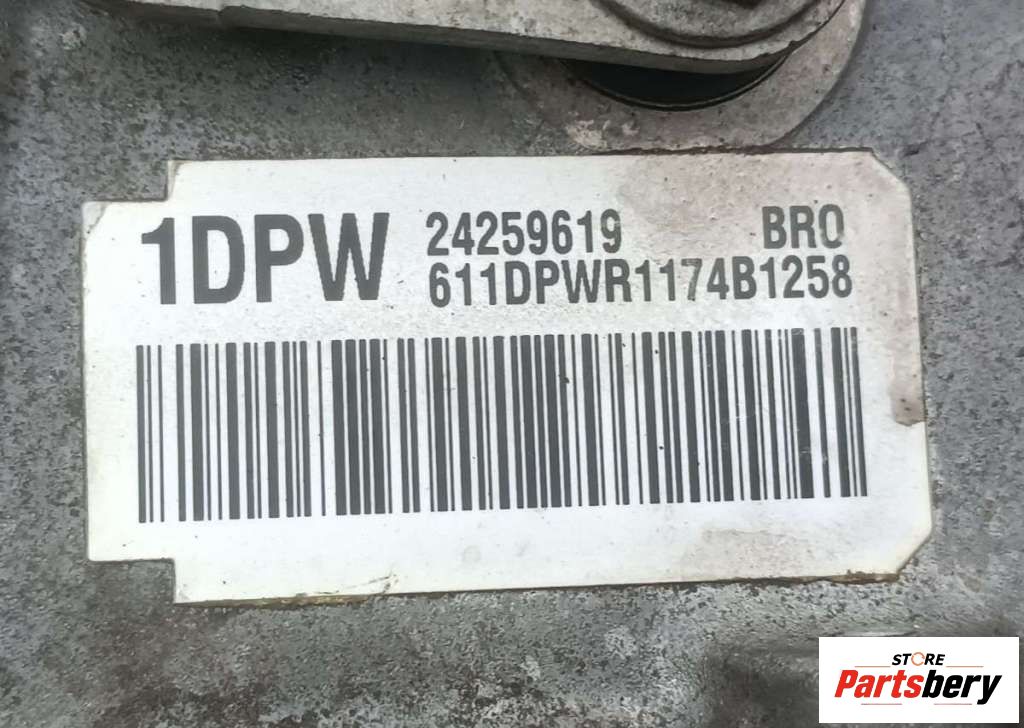 1DPW 24259619 BRO
611DPWR1174B1258
STORE
Partsbery